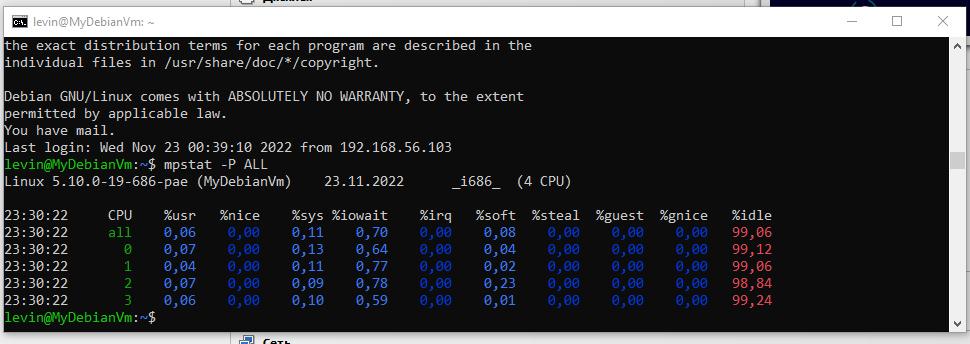 levin@MyDebianVm: ~
the exact distribution terms for each program are described in the
individual files in /usr/share/doc/*/copyright.
Debian GNU/Linux comes with ABSOLUTELY NO WARRANTY, to the extent
permitted by applicable law.
You have mail.
Last login: Wed Nov 23 00:39:10 2022 from 192.168.56.103
levin@MyDebianVm:~$ mpstat -P ALL
Linux 5.10.0-19-686-pae (MyDebianVm) 23.11.2022 _i686_ (4 CPU)
23:30:22 CPU %usr %nice %sys %iowait %irq %soft %steal %guest %gnice %idle
23:30:22 all 0,06 0,00 0,11 0,70 0,00 0,08 0,00 0,00 0,00 99,06
23:30:22 0 0,07 0,00 0,13 0,64 0,00 0,04 0,00 0,00 0,00 99,12
23:30:22 1 0,04 0,00 0,11 0,77 0,00 0,02 0,00 0,00 0,00 99,06
23:30:22 2 0,07 0,00 0,09 0,78 0,00 0,23 0,00 0,00 0,00 98,84
23:30:22 3 0,06 0,00 0,10 0,59 0,00 0,01 0,00 0,00 0,00 99,24
levin@MyDebianVm:~$
Сеть